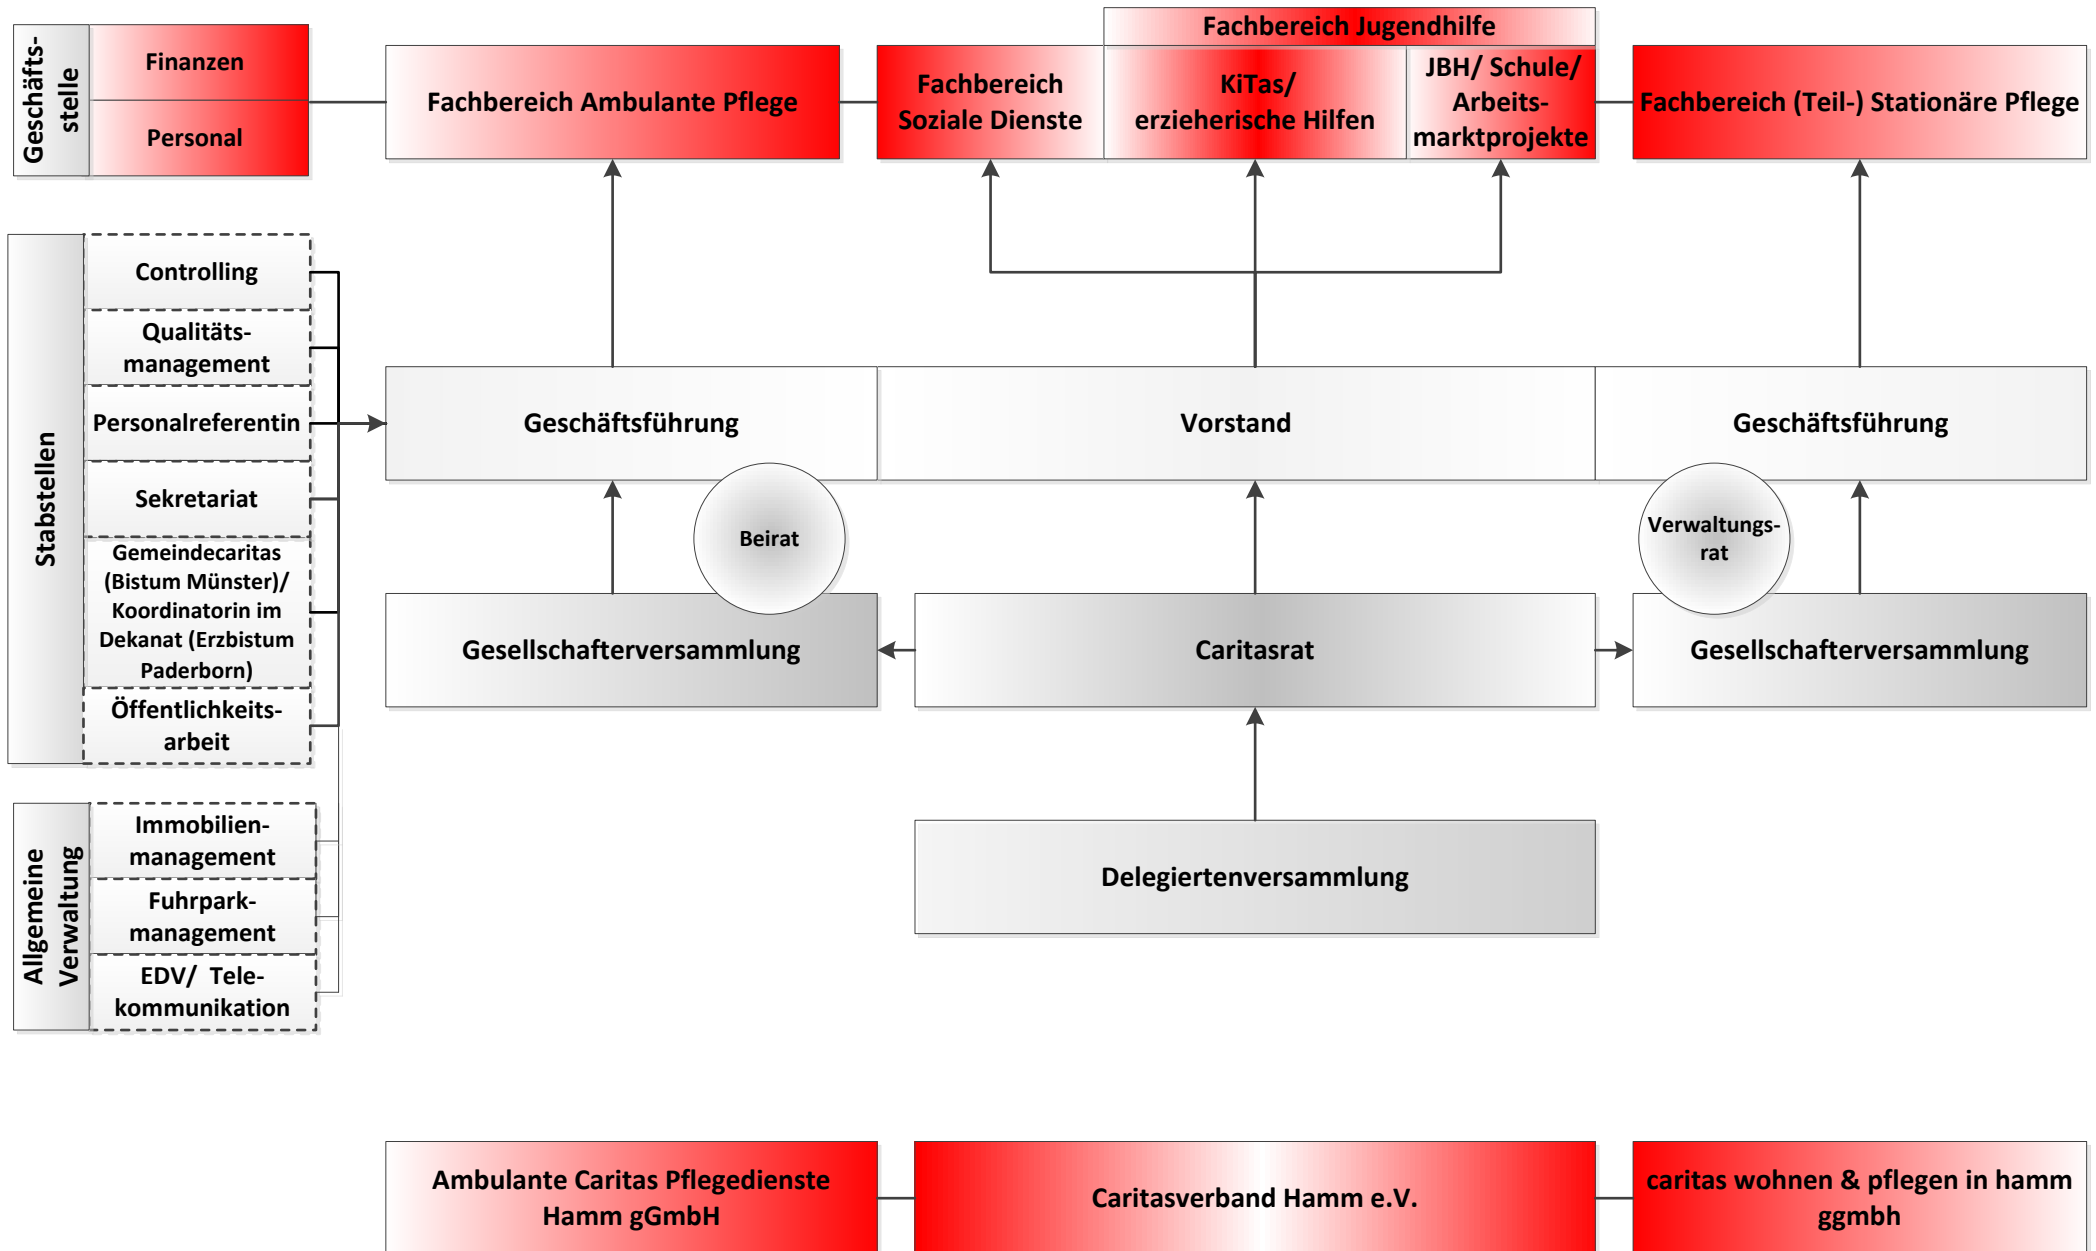 Geschäfts-
stelle
Finanzen
Personal
Fachbereich Ambulante Pflege
Fachbereich
Soziale Dienste
Fachbereich Jugendhilfe
KiTas/
erzieherische Hilfen
JBH/ Schule/
Arbeits-
marktprojekte
Fachbereich (Teil-) Stationäre Pflege
Stabstellen
Controlling
Qualitäts-
management
Personalreferentin
Sekretariat
Gemeindecaritas
(Bistum Münster)/
Koordinatorin im
Dekanat (Erzbistum
Paderborn)
Öffentlichkeits-
arbeit
Geschäftsführung
Vorstand
Geschäftsführung
Beirat
Verwaltungs-
rat
Gesellschafterversammlung
Caritasrat
Gesellschafterversammlung
Allgemeine
Verwaltung
Immobilien-
management
Fuhrpark-
management
EDV/ Tele-
kommunikation
Delegiertenversammlung
Ambulante Caritas Pflegedienste
Hamm gGmbH
Caritasverband Hamm e.V.
caritas wohnen & pflegen in hamm
ggmbh